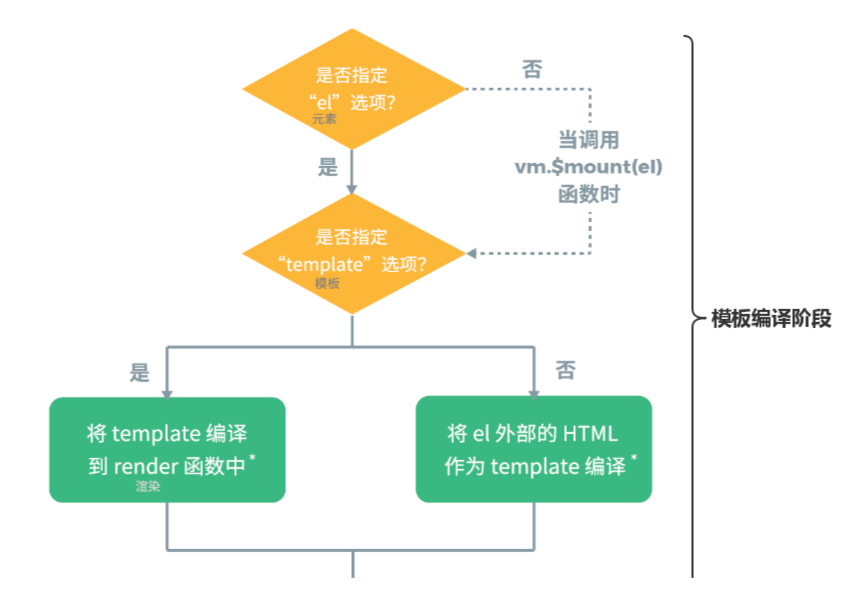 是否指定
“el”选项？
元素
否
当调用
vm.$mount(el)
函数时
是
是否指定
“template”选项？
模板
模板编译阶段
是
否
将 template 编译
到 render 函数中*
渲染
将 el 外部的 HTML
作为 template 编译*